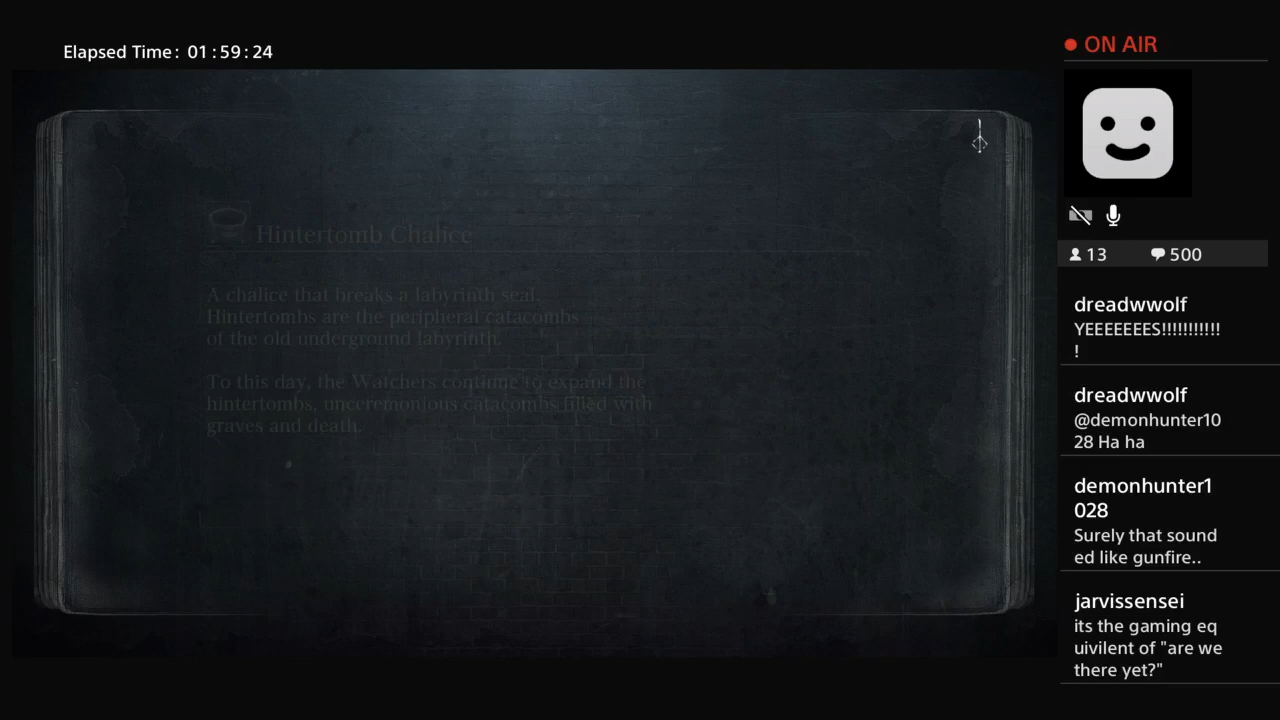 Elapsed Time: 01:59:24
ON AIR
13
500
Hintertomb Chalice
A chalice that breaks a labyrinth seal.
Hintertombs are the peripheral catacombs
of the old underground labyrinth.
To this day, the Watchers continue to expand the
hintertombs, unceremonious catacombs filled with
graves and death.
dreadwwolf
YEEEEEEES!!!!!!!!!!!
!
dreadwwolf
@demonhunter10
28 Ha ha
demonhunter1
028
Surely that sound
ed like gunfire..
jarvissensei
its the gaming eq
uivilent of "are we
there yet?"